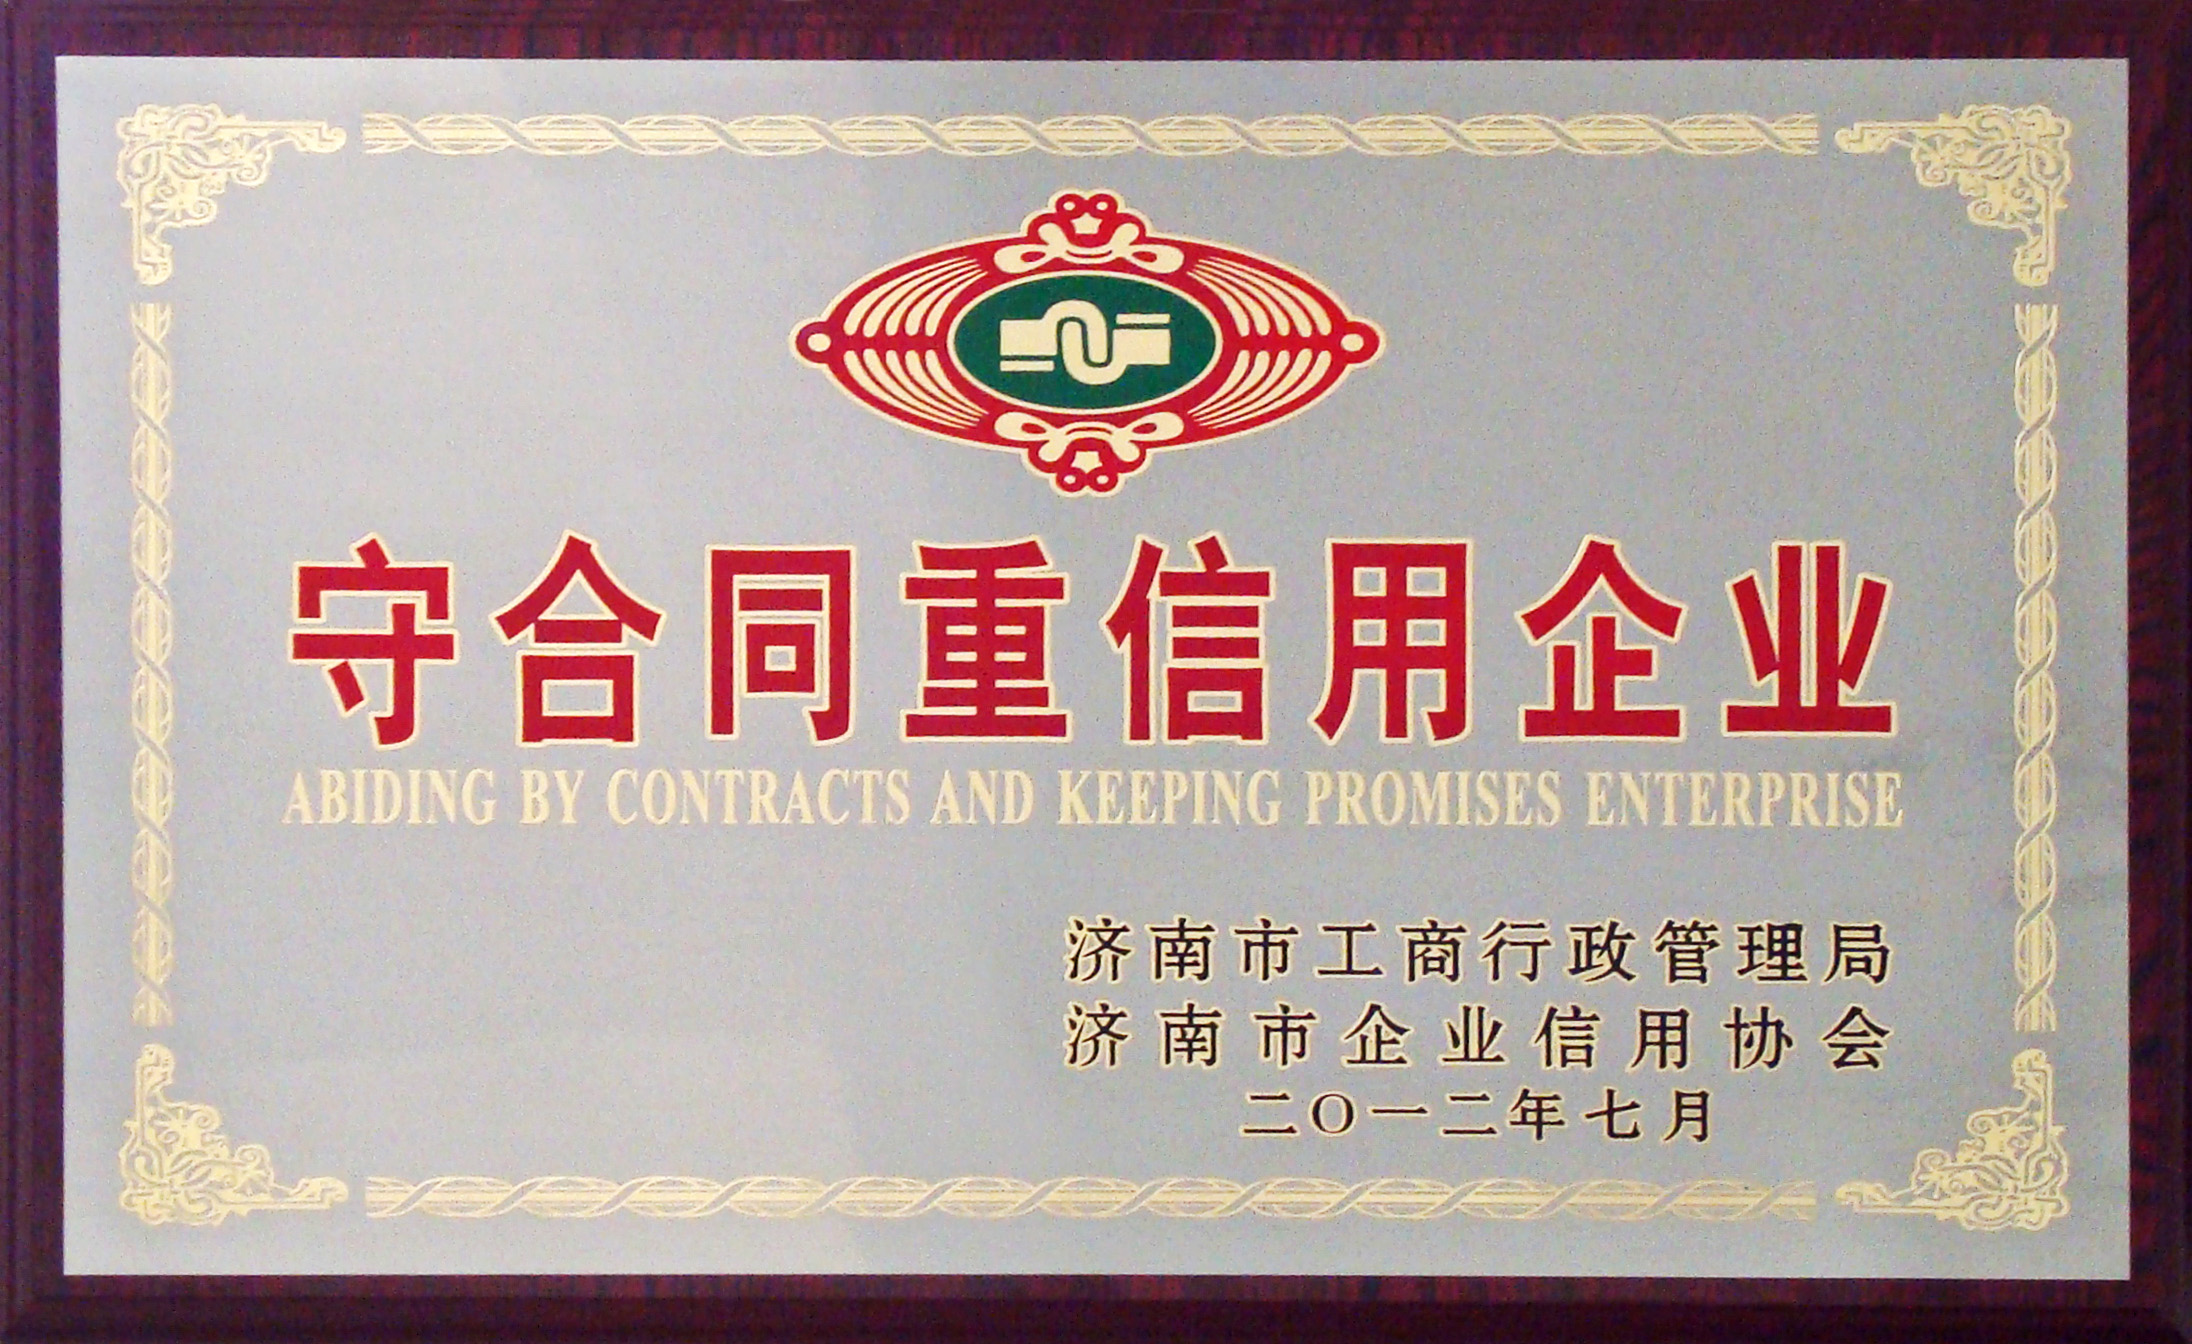 守合同重信用企业
ABIDING BY CONTRACTS AND KEEPING PROMISES ENTERPRISE
济南市工商行政管理局
济南市企业信用协会
二〇一二年七月